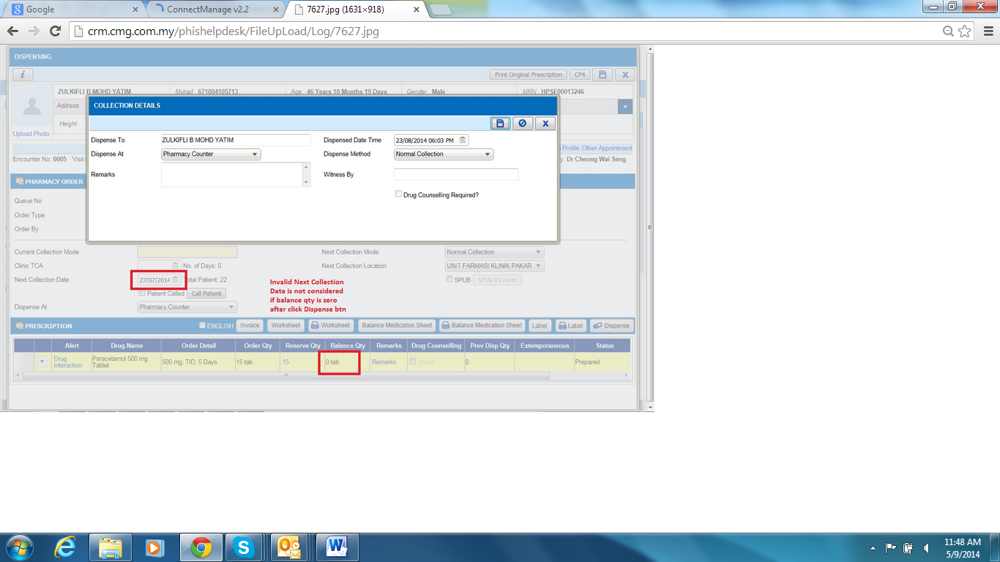 Google
ConnectManage v2.2
7627.jpg (1631×918)
crm.cmg.com.my/phishelpdesk/FileUpLoad/Log/7627.jpg
DISPENSING
i
Print Original Prescription CP4 X
ZULKIFLI B MOHD YATIM Mykad 671004105713 Age 46 Years 10 Months 19 Days Gender Male MRN HPSF00013246
Address
Height
Upload Photo
COLLECTION DETAILS
X
Dispense To ZULKIFLI B MOHD YATIM Dispensed Date Time 23/08/2014 06:03 PM
Dispense At Pharmacy Counter Dispense Method Normal Collection
Remarks Witness By
Drug Counselling Required?
Profile Other Appointment
Encounter No: 0005 Visit Dr Cheong Wai Seng
PHARMACY ORDER
Queue No
Order Type
Order By
Current Collection Mode Next Collection Mode Normal Collection
Clinic TCA No. of Days: 0 Next Collection Location UNIT FARMASI KLINIK PAKAR
Next Collection Date 27/07/2014 Total Patient: 22 SPUB SPUB R1 Form
Patient Called Call Patient
Dispense At Pharmacy Counter
Invalid Next Collection
Date is not considered
if balance qty is zero
after click Dispense btn
PRESCRIPTION ENGLISH Invoice Worksheet Worksheet Balance Medication Sheet Balance Medication Sheet Label Label Dispense
Alert Drug Name Order Detail Order Qty Reserve Qty Balance Qty Remarks Drug Counselling Prev Disp Qty Extemporaneous Status
Drug Interaction Paracetamol 500 mg Tablet 500 mg, TID, 5 Days 15 tab 15 0 tab Remarks Detail 0 Prepared
11:48 AM
5/9/2014